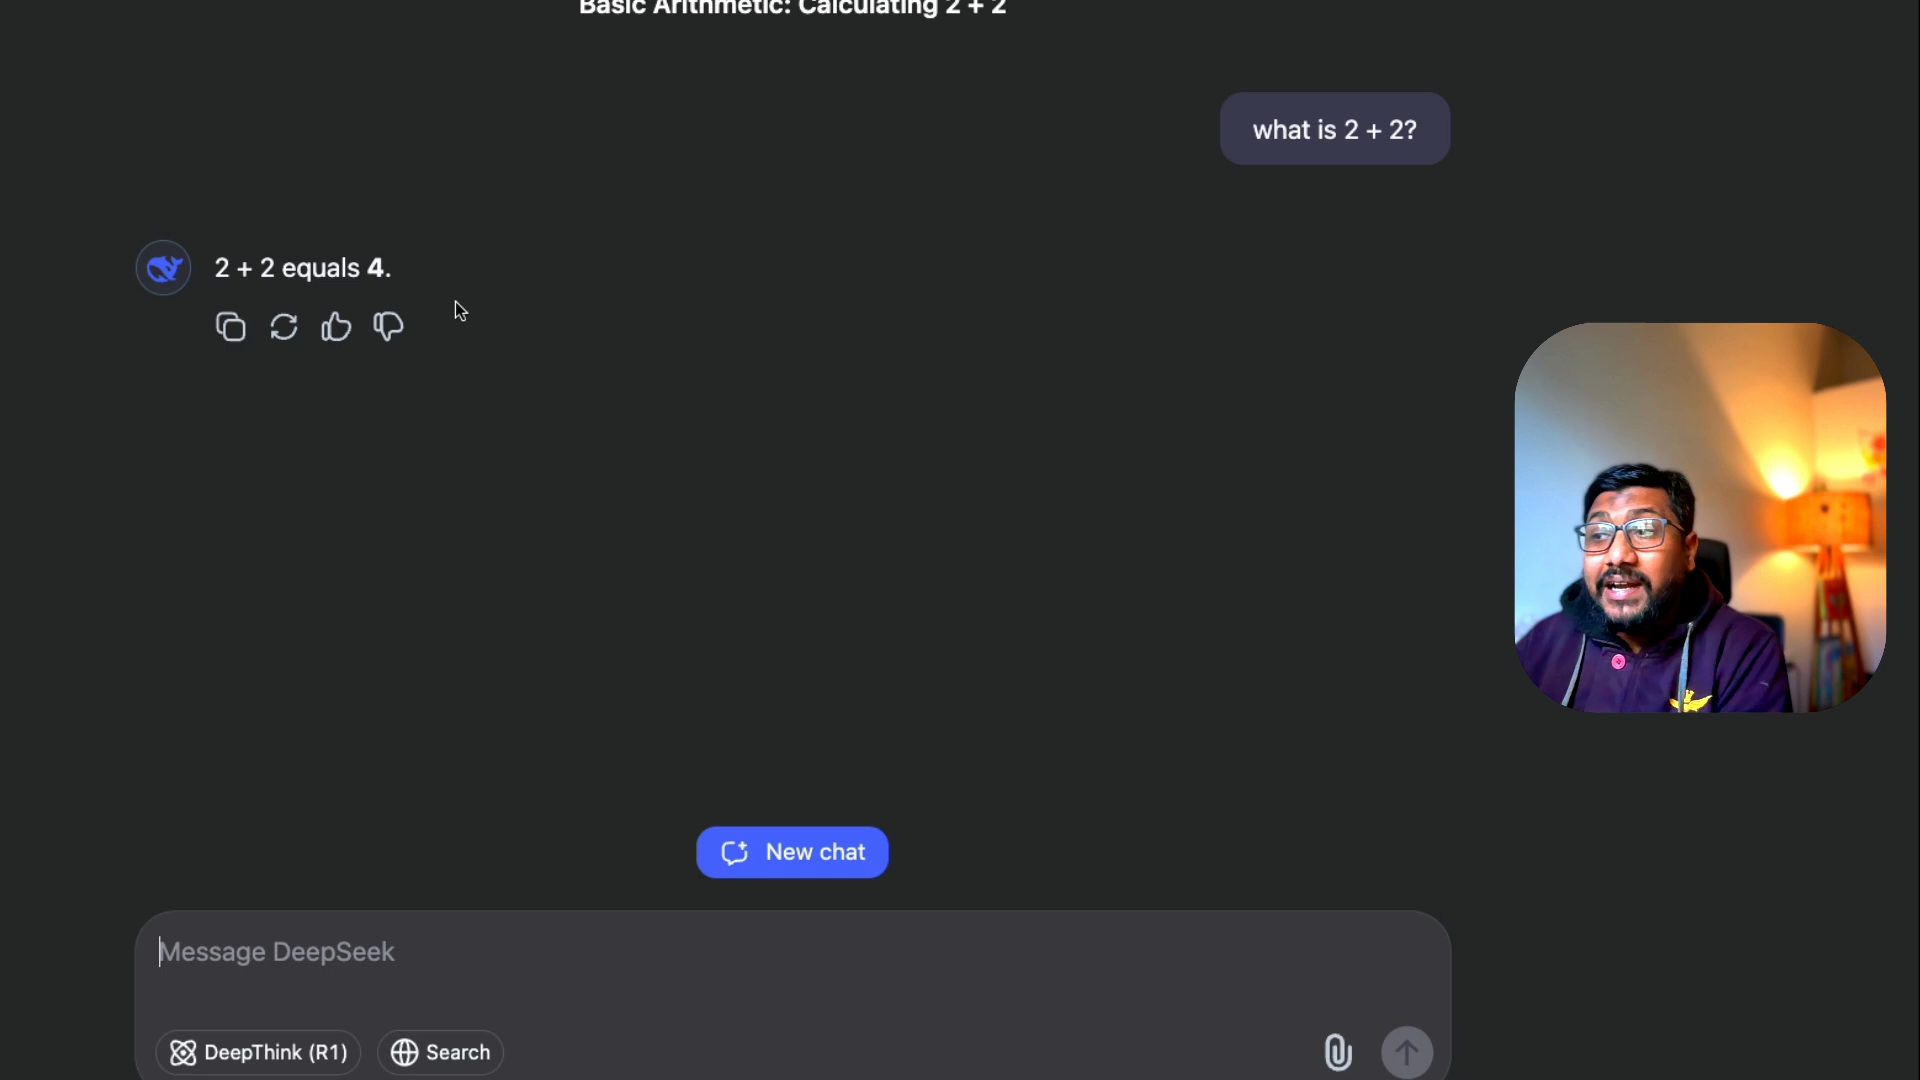 Basic Arithmetic: Calculating 2 + 2
what is 2 + 2?
2 + 2 equals 4.
New chat
Message DeepSeek
DeepThink (R1)
Search